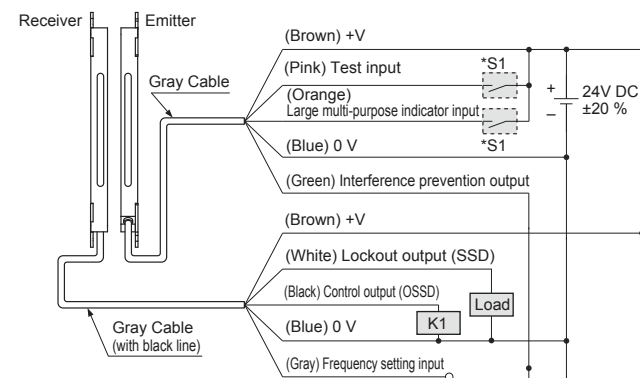 Receiver
Emitter
Gray Cable
(Brown) +V
(Pink) Test input
*S1
(Orange)
Large multi-purpose indicator input
*S1
(Blue) 0 V
(Green) Interference prevention output
+
–
24V DC
±20 %
(Brown) +V
(White) Lockout output (SSD)
(Black) Control output (OSSD)
Load
K1
(Blue) 0 V
(Gray) Frequency setting input
Gray Cable
(with black line)